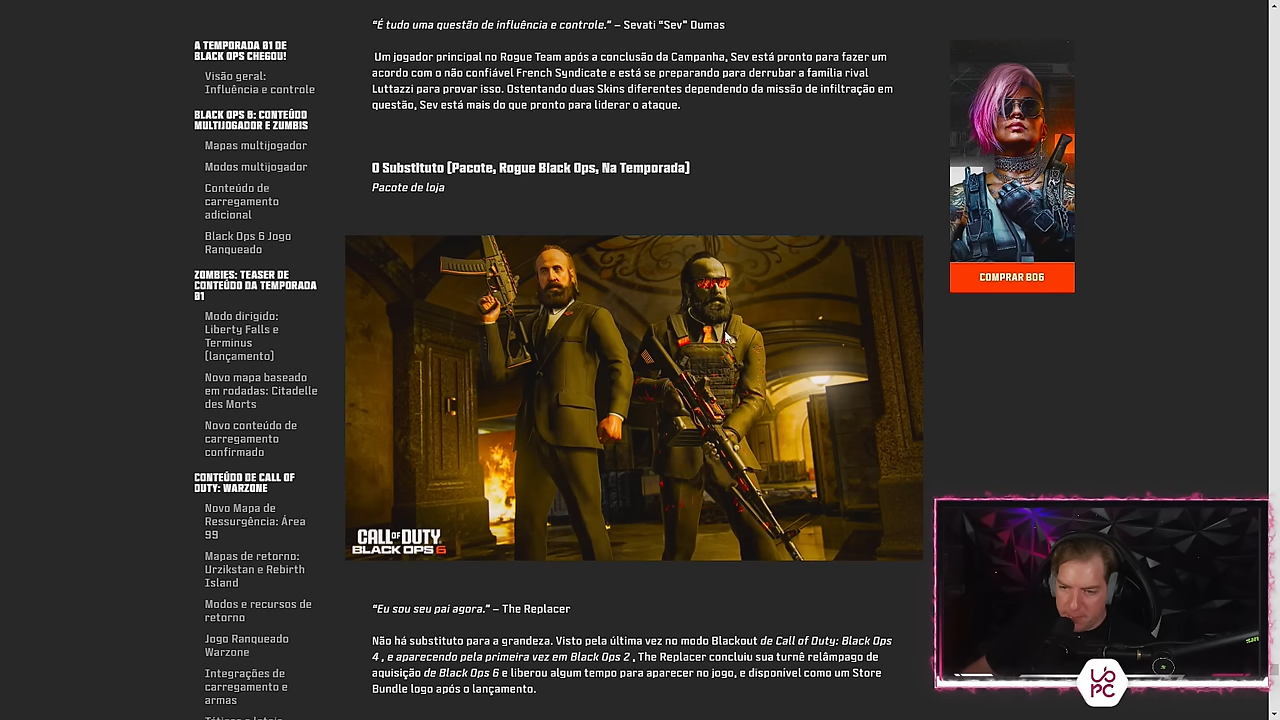 A TEMPORADA 01 DE
BLACK OPS CHEGOU!
Visão geral:
Influência e controle
BLACK OPS 6: CONTEÚDO
MULTIJOGADOR E ZUMBIS
Mapas multijogador
Modos multijogador
Conteúdo de
carregamento
adicional
Black Ops 6 Jogo
Ranqueado
ZOMBIES: TEASER DE
CONTEÚDO DA TEMPORADA
01
Modo dirigido:
Liberty Falls e
Terminus
(lançamento)
Novo mapa baseado
em rodadas: Citadelle
des Morts
Novo conteúdo de
carregamento
confirmado
CONTEÚDO DE CALL OF
DUTY: WARZONE
Novo Mapa de
Ressurgência: Área
99
Mapas de retorno:
Urzikstan e Rebirth
Island
Modos e recursos de
retorno
Jogo Ranqueado
Warzone
Integrações de
carregamento e
armas
“É tudo uma questão de influência e controle.” – Sevati “Sev” Dumas
Um jogador principal no Rogue Team após a conclusão da Campanha, Sev está pronto para fazer um
acordo com o não confiável French Syndicate e está se preparando para derrubar a família rival
Luttazzi para provar isso. Ostentando duas Skins diferentes dependendo da missão de infiltração em
questão, Sev está mais do que pronto para liderar o ataque.
O Substituto (Pacote, Rogue Black Ops, Na Temporada)
Pacote de loja
CALL OF DUTY
BLACK OPS 6
“Eu sou seu pai agora.” – The Replacer
Não há substituto para a grandeza. Visto pela última vez no modo Blackout de Call of Duty: Black Ops
4 , e aparecendo pela primeira vez em Black Ops 2 , The Replacer concluiu sua turnê relâmpago de
antecipação de Black Ops 6 e liberou algum tempo para aparecer no jogo, e disponível como um Store
Bundle logo após o lançamento.
COMPRAR BO6